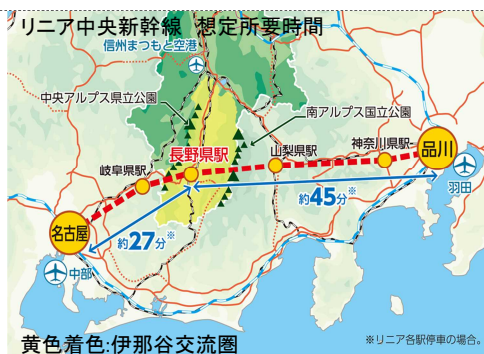 リニア中央新幹線 想定所要時間
信州まつもと空港
中央アルプス県立公園
南アルプス国立公園
長野県駅
山梨県駅
神奈川県駅
品川
岐阜県駅
羽田
約45分※
名古屋
約27分※
中部
黄色着色:伊那谷交流圏
※リニア各駅停車の場合。